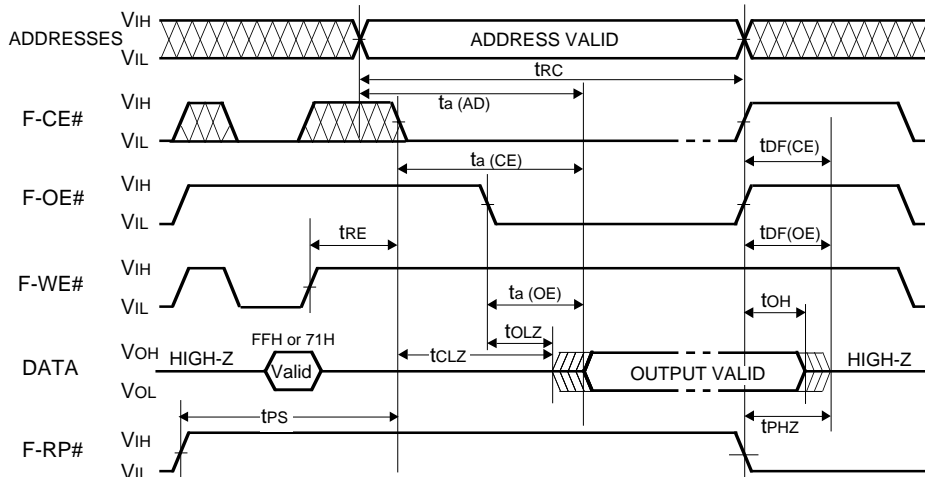 ADDRESSES VIH VIL ADDRESS VALID
tRC
ta (AD)
F-CE# VIH VIL
tDF(CE)
ta (CE)
F-OE# VIH VIL
tRE
tDF(OE)
F-WE# VIH VIL
ta (OE)
tOH
tOLZ
FFH or 71H
DATA VOH VOL HIGH-Z Valid tCLZ OUTPUT VALID HIGH-Z
tPS
tPHZ
F-RP# VIH VIL